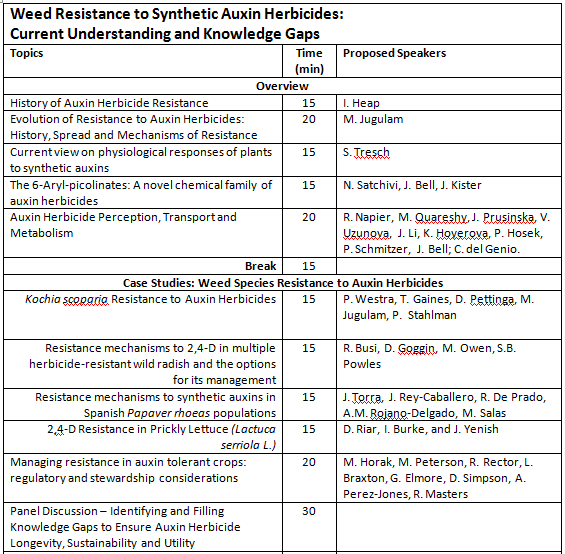 Weed Resistance to Synthetic Auxin Herbicides:
Current Understanding and Knowledge Gaps
Topics
Time
(min)
Proposed Speakers
Overview
History of Auxin Herbicide Resistance
15
I. Heap
Evolution of Resistance to Auxin Herbicides:
History, Spread and Mechanisms of Resistance
20
M. Jugulam
Current view on physiological responses of plants
to synthetic auxins
15
S. Tresch
The 6-Aryl-picolinates: A novel chemical family of
auxin herbicides
15
N. Satchivi, J. Bell, J. Kister
Auxin Herbicide Perception, Transport and
Metabolism
20
R. Napier, M. Quareshy, J. Prusinska, V.
Uzunova, J. Li, K. Hoyerova, P. Hosek,
P. Schmitzer, J. Bell; C. del Genio.
Break
15
Case Studies: Weed Species Resistance to Auxin Herbicides
Kochia scoparia Resistance to Auxin Herbicides
15
P. Westra, T. Gaines, D. Pettinga, M.
Jugulam, P. Stahlman
Resistance mechanisms to 2,4-D in multiple
herbicide-resistant wild radish and the options
for its management
15
R. Busi, D. Goggin, M. Owen, S.B.
Powles
Resistance mechanisms to synthetic auxins in
Spanish Papaver rhoeas populations
15
J. Torra, J. Rey-Caballero, R. De Prado,
A.M. Rojano-Delgado, M. Salas
2,4-D Resistance in Prickly Lettuce (Lactuca
serriola L.)
15
D. Riar, I. Burke, and J. Yenish
Managing resistance in auxin tolerant crops:
regulatory and stewardship considerations
20
M. Horak, M. Peterson, R. Rector, L.
Braxton, G. Elmore, D. Simpson, A.
Perez-Jones, R. Masters
Panel Discussion – Identifying and Filling
Knowledge Gaps to Ensure Auxin Herbicide
Longevity, Sustainability and Utility
30